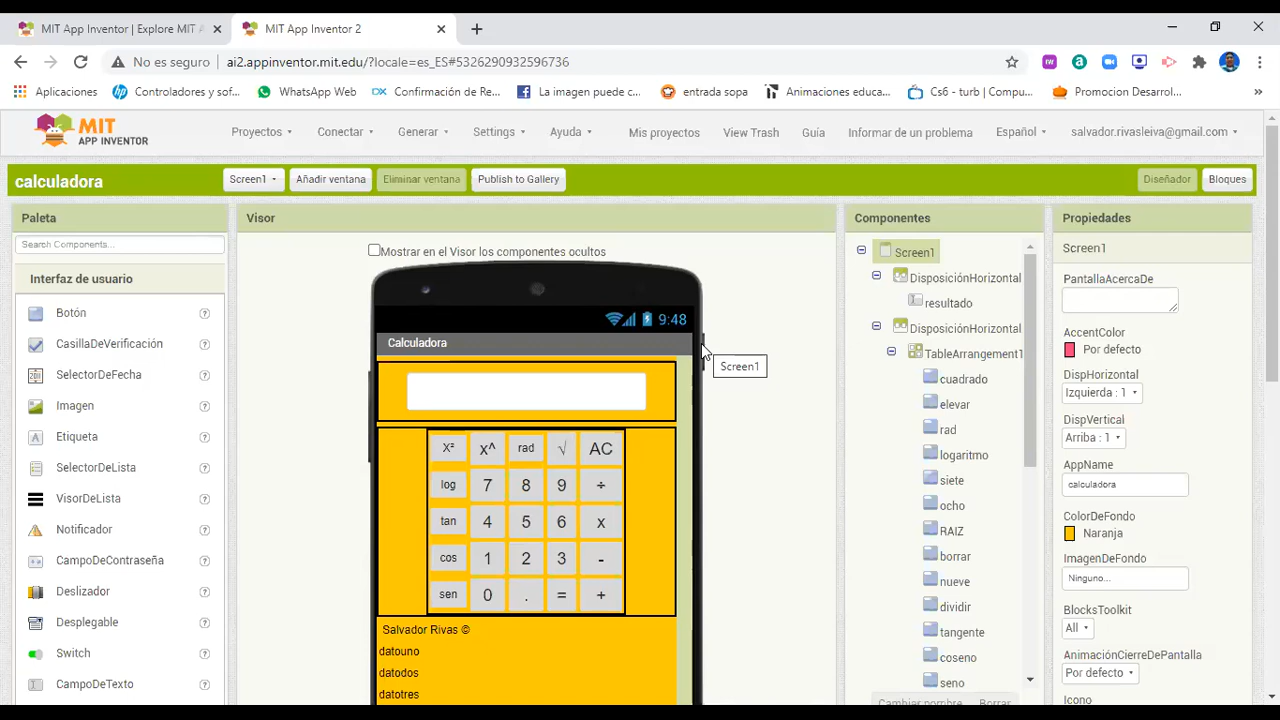 MIT App Inventor | Explore MIT A
MIT App Inventor 2
No es seguro
ai2.appinventor.mit.edu/?locale=es_ES#5326290932596736
Aplicaciones
Controladores y sof...
WhatsApp Web
Confirmación de Re...
La imagen puede c...
entrada sopa
Animaciones educa...
Cs6 - turb | Compu...
Promocion Desarrol...
»
MIT
APP INVENTOR
Proyectos
Conectar
Generar
Settings
Ayuda
Mis proyectos
View Trash
Guía
Informar de un problema
Español
salvador.rivasleiva@gmail.com
calculadora
Screen1
Añadir ventana
Eliminar ventana
Publish to Gallery
Diseñador
Bloques
Paleta
Search Components...
Interfaz de usuario
Botón
CasillaDeVerificación
SelectorDeFecha
Imagen
Etiqueta
SelectorDeLista
VisorDeLista
Notificador
CampoDeContraseña
Deslizador
Desplegable
Switch
CampoDeTexto
Visor
Mostrar en el Visor los componentes ocultos
9:48
Calculadora
Screen1
X² x^ rad √ AC
log 7 8 9 ÷
tan 4 5 6 x
cos 1 2 3 -
sen 0 . = +
Salvador Rivas ©
datouno
datodos
datotres
Componentes
Screen1
DisposiciónHorizontal
resultado
DisposiciónHorizontal
TableArrangement1
cuadrado
elevar
rad
logaritmo
siete
ocho
RAIZ
borrar
nueve
dividir
tangente
coseno
seno
Cambiar nombre
Borrar
Propiedades
Screen1
PantallaAcercaDe
AccentColor
Por defecto
DispHorizontal
Izquierda : 1
DispVertical
Arriba : 1
AppName
calculadora
ColorDeFondo
Naranja
ImagenDeFondo
Ninguno...
BlocksToolkit
All
AnimaciónCierreDePantalla
Por defecto
Icono